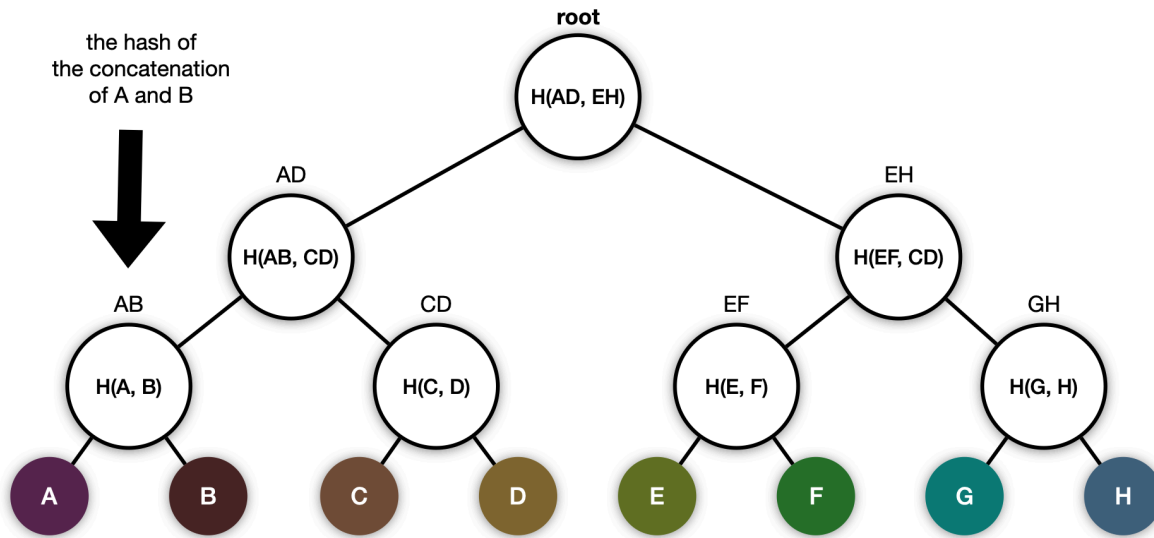 root
the hash of
the concatenation
of A and B
H(AD, EH)
AD
EH
H(AB, CD)
H(EF, CD)
AB
CD
EF
GH
H(A, B)
H(C, D)
H(E, F)
H(G, H)
A
B
C
D
E
F
G
H